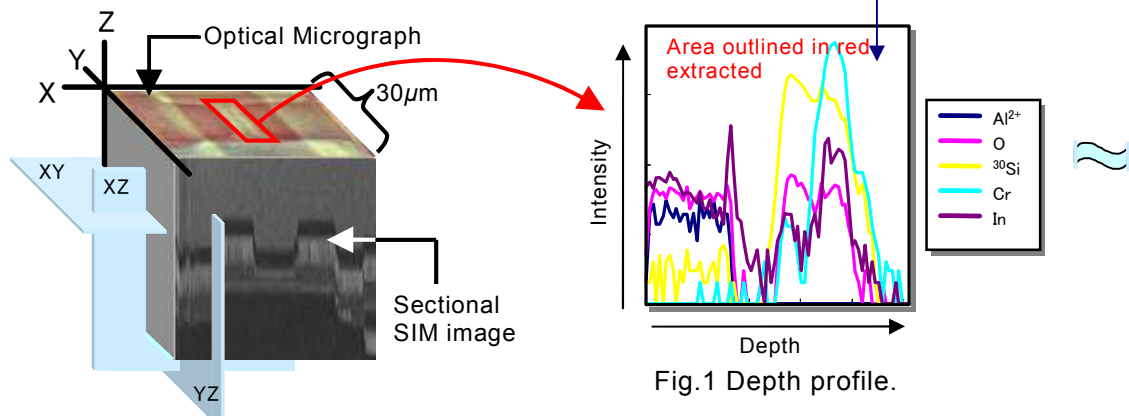 Z
Y
X
Optical Micrograph
30μm
XY
XZ
YZ
Sectional
SIM image
Area outlined in red
extracted
Intensity
Depth
Al²⁺
O
³⁰Si
Cr
In
Fig.1 Depth profile.